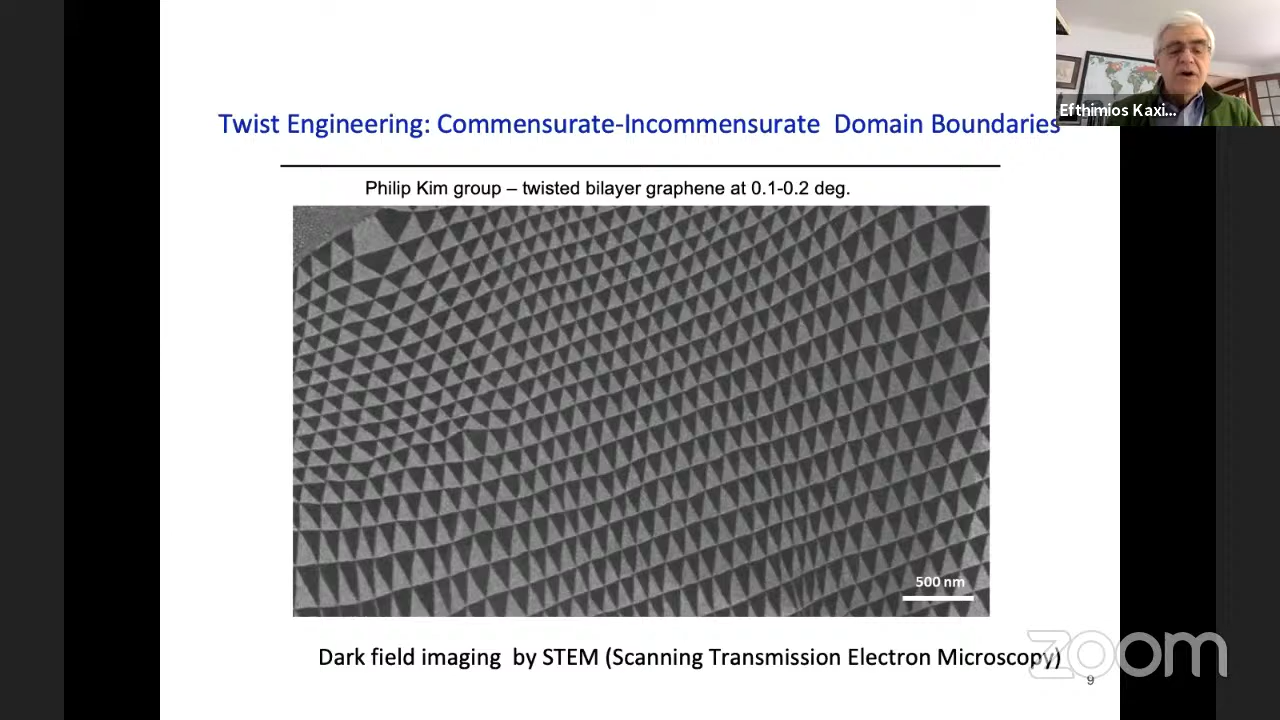 Efthimios Kaxi...
Twist Engineering: Commensurate-Incommensurate Domain Boundaries
Philip Kim group – twisted bilayer graphene at 0.1-0.2 deg.
500 nm
Dark field imaging by STEM (Scanning Transmission Electron Microscopy)
zoom
9